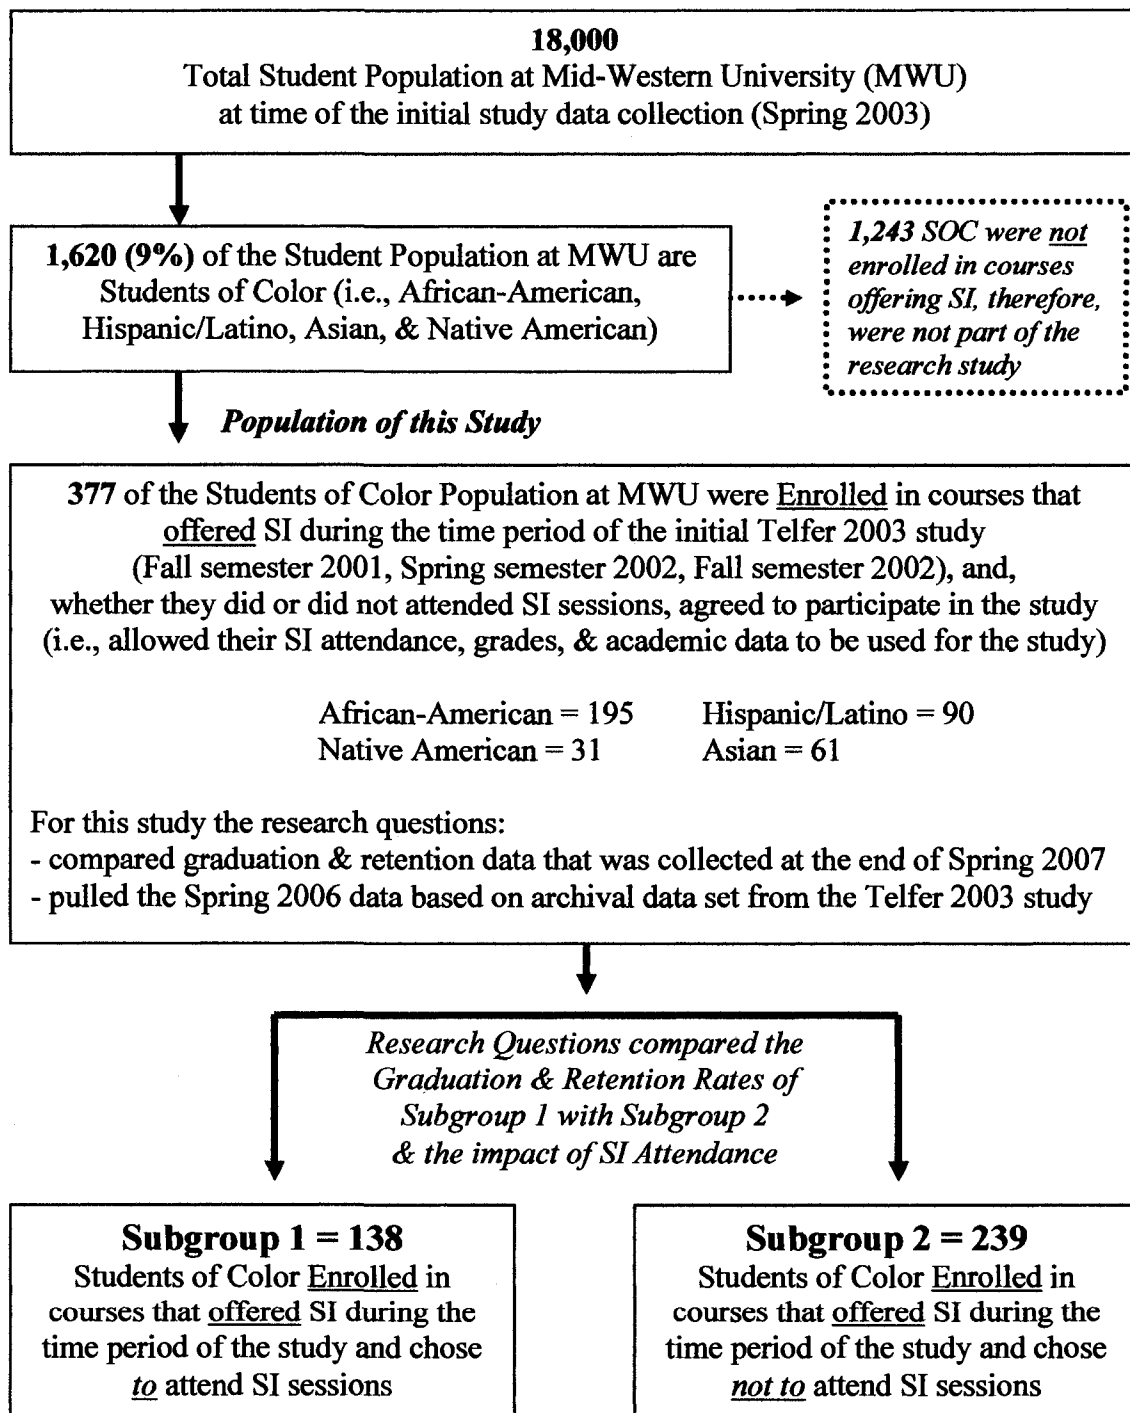 18,000
Total Student Population at Mid-Western University (MWU)
at time of the initial study data collection (Spring 2003)
1,620 (9%) of the Student Population at MWU are
Students of Color (i.e., African-American,
Hispanic/Latino, Asian, & Native American)
1,243 SOC were not
enrolled in courses
offering SI, therefore,
were not part of the
research study
Population of this Study
377 of the Students of Color Population at MWU were Enrolled in courses that
offered SI during the time period of the initial Telfer 2003 study
(Fall semester 2001, Spring semester 2002, Fall semester 2002), and,
whether they did or did not attended SI sessions, agreed to participate in the study
(i.e., allowed their SI attendance, grades, & academic data to be used for the study)
African-American = 195 Hispanic/Latino = 90
Native American = 31 Asian = 61
For this study the research questions:
- compared graduation & retention data that was collected at the end of Spring 2007
- pulled the Spring 2006 data based on archival data set from the Telfer 2003 study
Research Questions compared the
Graduation & Retention Rates of
Subgroup 1 with Subgroup 2
& the impact of SI Attendance
Subgroup 1 = 138
Students of Color Enrolled in
courses that offered SI during the
time period of the study and chose
to attend SI sessions
Subgroup 2 = 239
Students of Color Enrolled in
courses that offered SI during the
time period of the study and chose
not to attend SI sessions